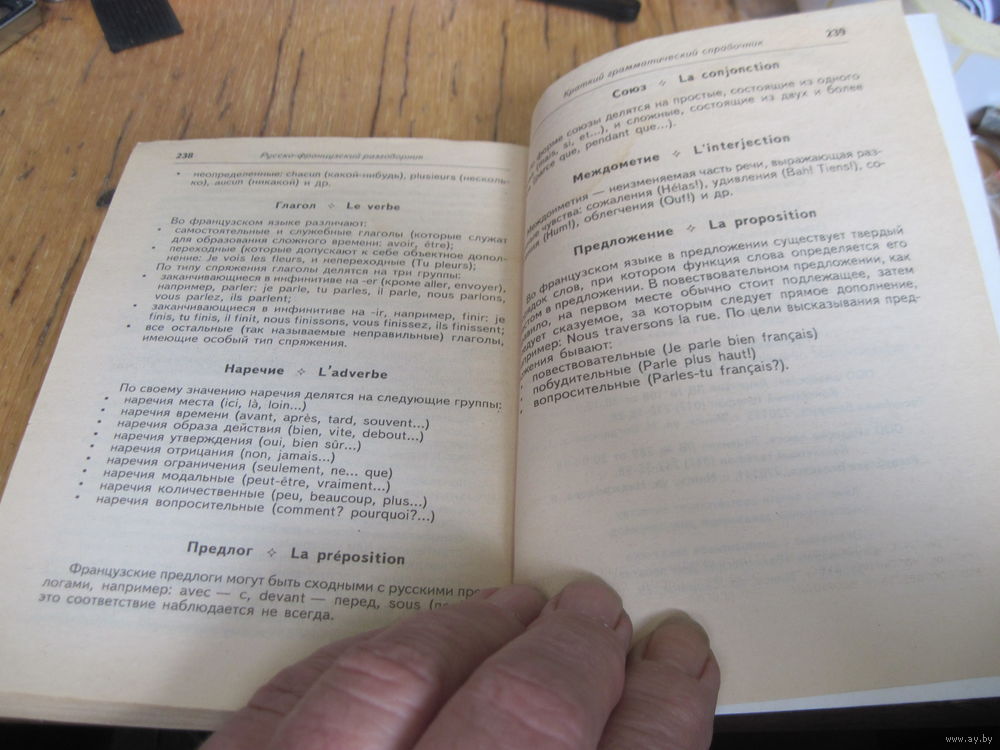 238 Русско-французский разговорник
• неопределенные: chacun (какой-нибудь), plusieurs (несколь-
ко), aucun (никакой) и др.
Глагол ✧ Le verbe
Во французском языке различают:
• самостоятельные и служебные глаголы (которые служат
для образования сложного времени: avoir, être);
• переходные (которые допускают к себе объектное допол-
нение: Je vois les fleurs, и непереходные (Tu pleurs);
По типу спряжения глаголы делятся на три группы:
• заканчивающиеся в инфинитиве на -er (кроме aller, envoyer),
например, parler: je parle, tu parles, il parle, nous parlons,
vous parlez, ils parlent;
• заканчивающиеся в инфинитиве на -ir, например, finir: je
finis, tu finis, il finit, nous finissons, vous finissez, ils finissent;
• все остальные (так называемые неправильные) глаголы,
имеющие особый тип спряжения.
Наречие ✧ L'adverbe
По своему значению наречия делятся на следующие группы:
• наречия места (ici, là, loin...)
• наречия времени (avant, après, tard, souvent...)
• наречия образа действия (bien, vite, debout...)
• наречия утверждения (oui, bien sûr...)
• наречия отрицания (non, jamais...)
• наречия ограничения (seulement, ne... que)
• наречия модальные (peut-être, vraiment...)
• наречия количественные (peu, beaucoup, plus...)
• наречия вопросительные (comment? pourquoi?...)
Предлог ✧ La préposition
Французские предлоги могут быть сходными с русскими
логами, например: avec — с, devant — перед, sous
это соответствие наблюдается не всегда.
Краткий грамматический справочник 239
Союз ✧ La conjonction
форме союзы делятся на простые, состоящие из одного
(mais, si, et...), и сложные, состоящие из двух и более
(parce que, pendant que...).
Междометие ✧ L'interjection
Междометия — неизменяемая часть речи, выражающая раз-
чувства: сожаления (Hélas!), удивления (Bah! Tiens!), со-
(Hum!), облегчения (Ouf!) и др.
Предложение ✧ La proposition
Во французском языке в предложении существует твердый
слов, при котором функция слова определяется его
в предложении. В повествовательном предложении, как
на первом месте обычно стоит подлежащее, затем
сказуемое, за которым следует прямое дополнение,
Nous traversons la rue. По цели высказывания пред-
бывают:
• повествовательные (Je parle bien français)
• побудительные (Parle plus haut!)
• вопросительные (Parles-tu français?).
www.ay.by